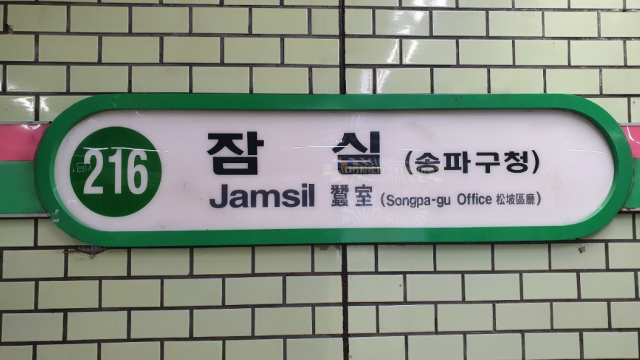 216
잠 실 (송파구청)
Jamsil 蠶室 (Songpa-gu Office 松坡區廳)